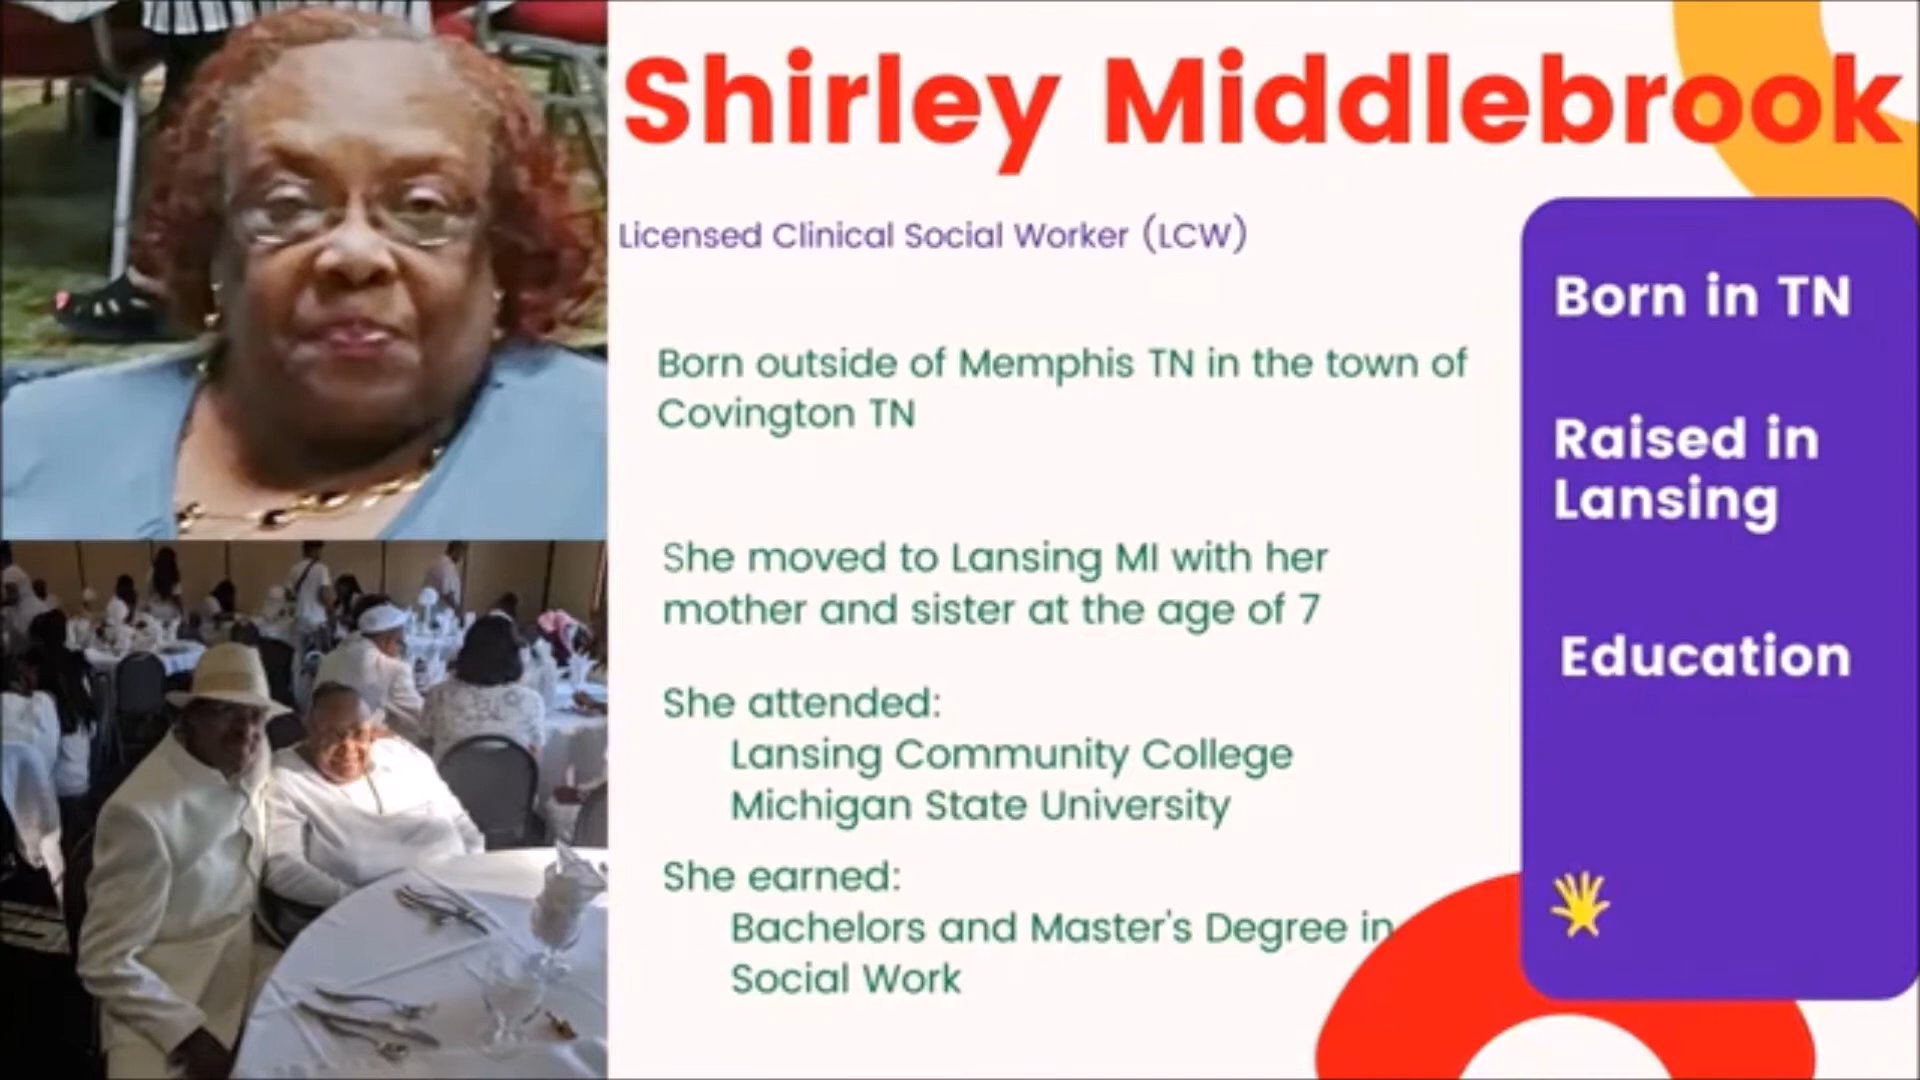 Shirley Middlebrook
Licensed Clinical Social Worker (LCW)
Born outside of Memphis TN in the town of
Covington TN
She moved to Lansing MI with her
mother and sister at the age of 7
She attended:
Lansing Community College
Michigan State University
She earned:
Bachelors and Master's Degree in
Social Work
Born in TN
Raised in
Lansing
Education